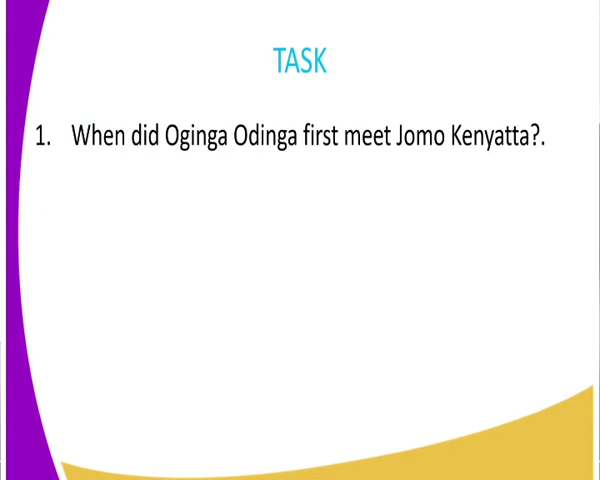 TASK
1. When did Oginga Odinga first meet Jomo Kenyatta?.